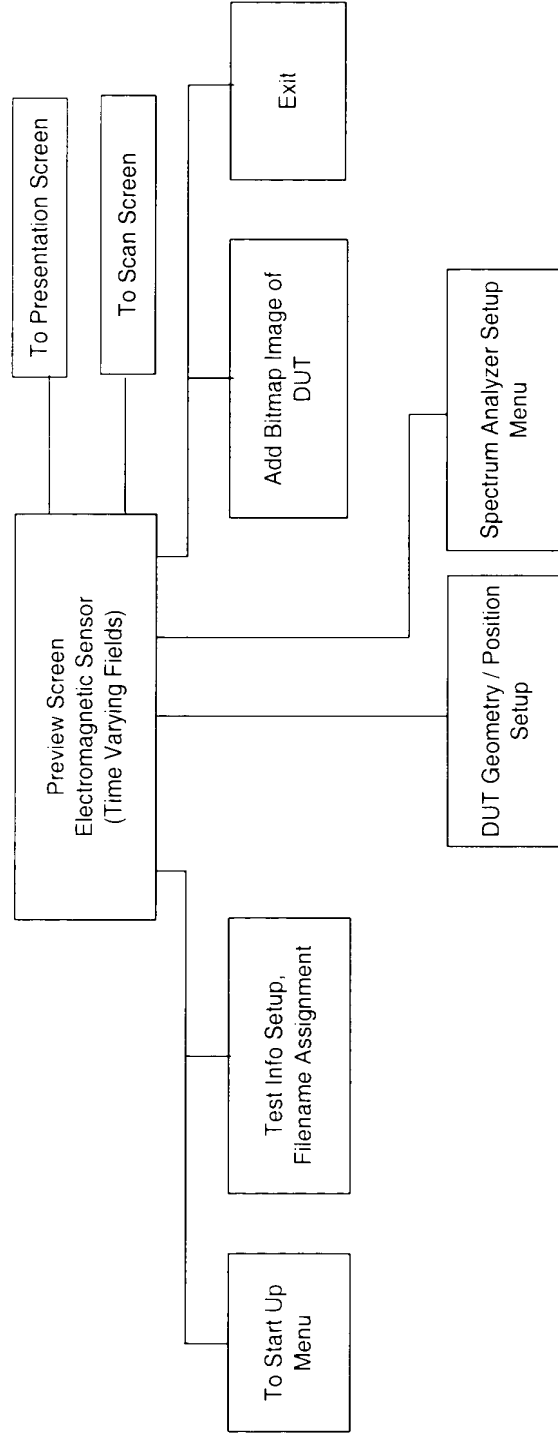 Preview Screen
Electromagnetic Sensor
(Time Varying Fields)
To Presentation Screen
To Scan Screen
To Start Up
Menu
Test Info Setup,
Filename Assignment
Add Bitmap Image of
DUT
Exit
DUT Geometry / Position
Setup
Spectrum Analyzer Setup
Menu